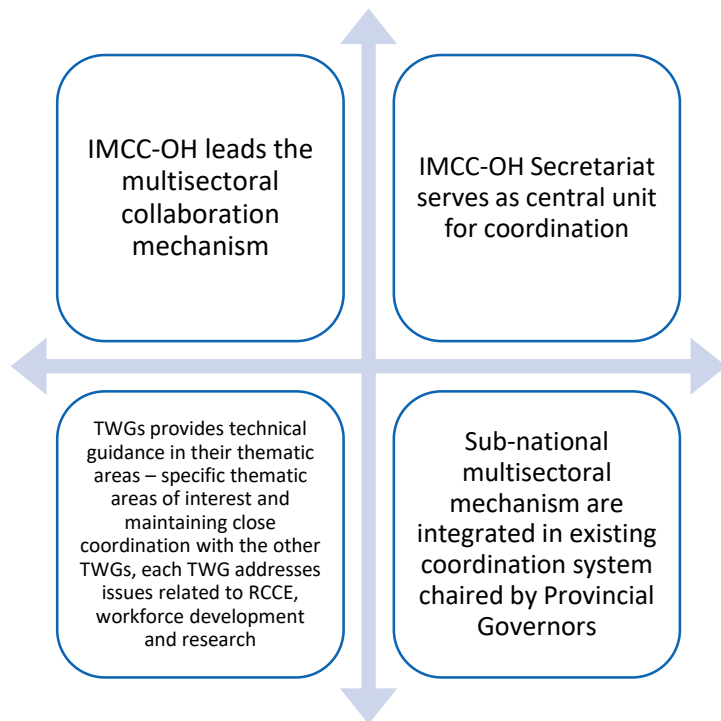 IMCC-OH leads the
multisectoral
collaboration
mechanism
IMCC-OH Secretariat
serves as central unit
for coordination
TWGs provides technical
guidance in their thematic
areas – specific thematic
areas of interest and
maintaining close
coordination with the other
TWGs, each TWG addresses
issues related to RCCE,
workforce development
and research
Sub-national
multisectoral
mechanism are
integrated in existing
coordination system
chaired by Provincial
Governors